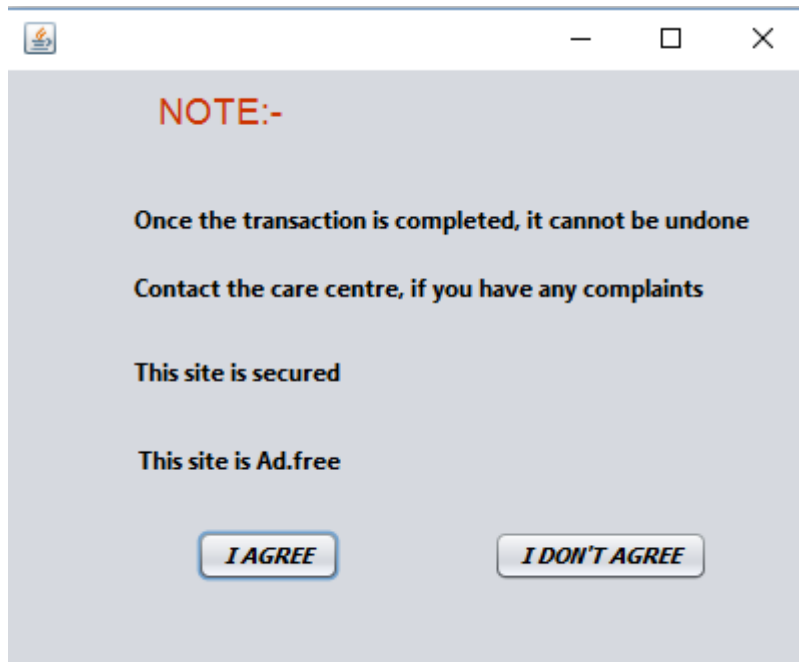 NOTE:-
Once the transaction is completed, it cannot be undone
Contact the care centre, if you have any complaints
This site is secured
This site is Ad.free
I AGREE
I DON'T AGREE